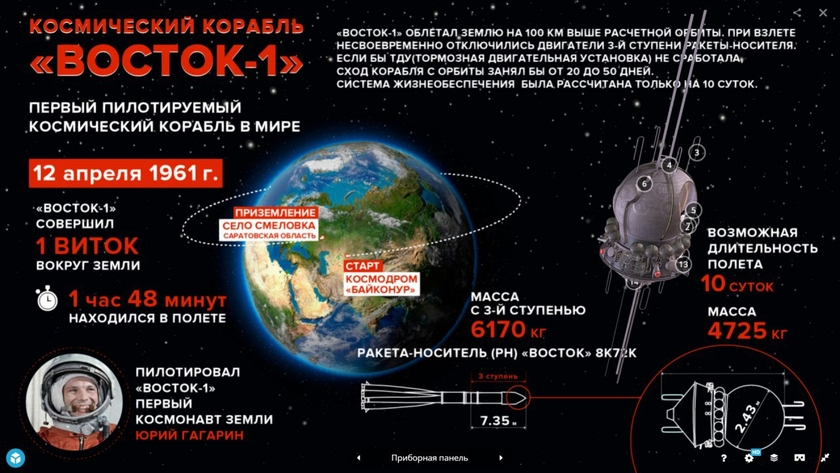 КОСМИЧЕСКИЙ КОРАБЛЬ
«ВОСТОК-1»
ПЕРВЫЙ ПИЛОТИРУЕМЫЙ
КОСМИЧЕСКИЙ КОРАБЛЬ В МИРЕ
12 апреля 1961 г.
«ВОСТОК-1»
СОВЕРШИЛ
1 ВИТОК
ВОКРУГ ЗЕМЛИ
1 час 48 минут
НАХОДИЛСЯ В ПОЛЕТЕ
ПИЛОТИРОВАЛ
«ВОСТОК-1»
ПЕРВЫЙ
КОСМОНАВТ ЗЕМЛИ
ЮРИЙ ГАГАРИН
«ВОСТОК-1» ОБЛЕТАЛ ЗЕМЛЮ НА 100 КМ ВЫШЕ РАСЧЕТНОЙ ОРБИТЫ. ПРИ ВЗЛЕТЕ
НЕСВОЕВРЕМЕННО ОТКЛЮЧИЛИСЬ ДВИГАТЕЛИ 3-Й СТУПЕНИ РАКЕТЫ-НОСИТЕЛЯ.
ЕСЛИ БЫ ТДУ(ТОРМОЗНАЯ ДВИГАТЕЛЬНАЯ УСТАНОВКА) НЕ СРАБОТАЛА,
СХОД КОРАБЛЯ С ОРБИТЫ ЗАНЯЛ БЫ ОТ 20 ДО 50 ДНЕЙ.
СИСТЕМА ЖИЗНЕОБЕСПЕЧЕНИЯ БЫЛА РАССЧИТАНА ТОЛЬКО НА 10 СУТОК.
ПРИЗЕМЛЕНИЕ
СЕЛО СМЕЛОВКА
САРАТОВСКАЯ ОБЛАСТЬ
СТАРТ
КОСМОДРОМ
«БАЙКОНУР»
3
4
6
5
7
13
14
ВОЗМОЖНАЯ
ДЛИТЕЛЬНОСТЬ
ПОЛЕТА
10 СУТОК
МАССА
4725 КГ
МАССА
С 3-Й СТУПЕНЬЮ
6170 КГ
РАКЕТА-НОСИТЕЛЬ (РН) «ВОСТОК» 8К72К
3 ступень
7.35 м
2.43 м
Приборная панель
HD